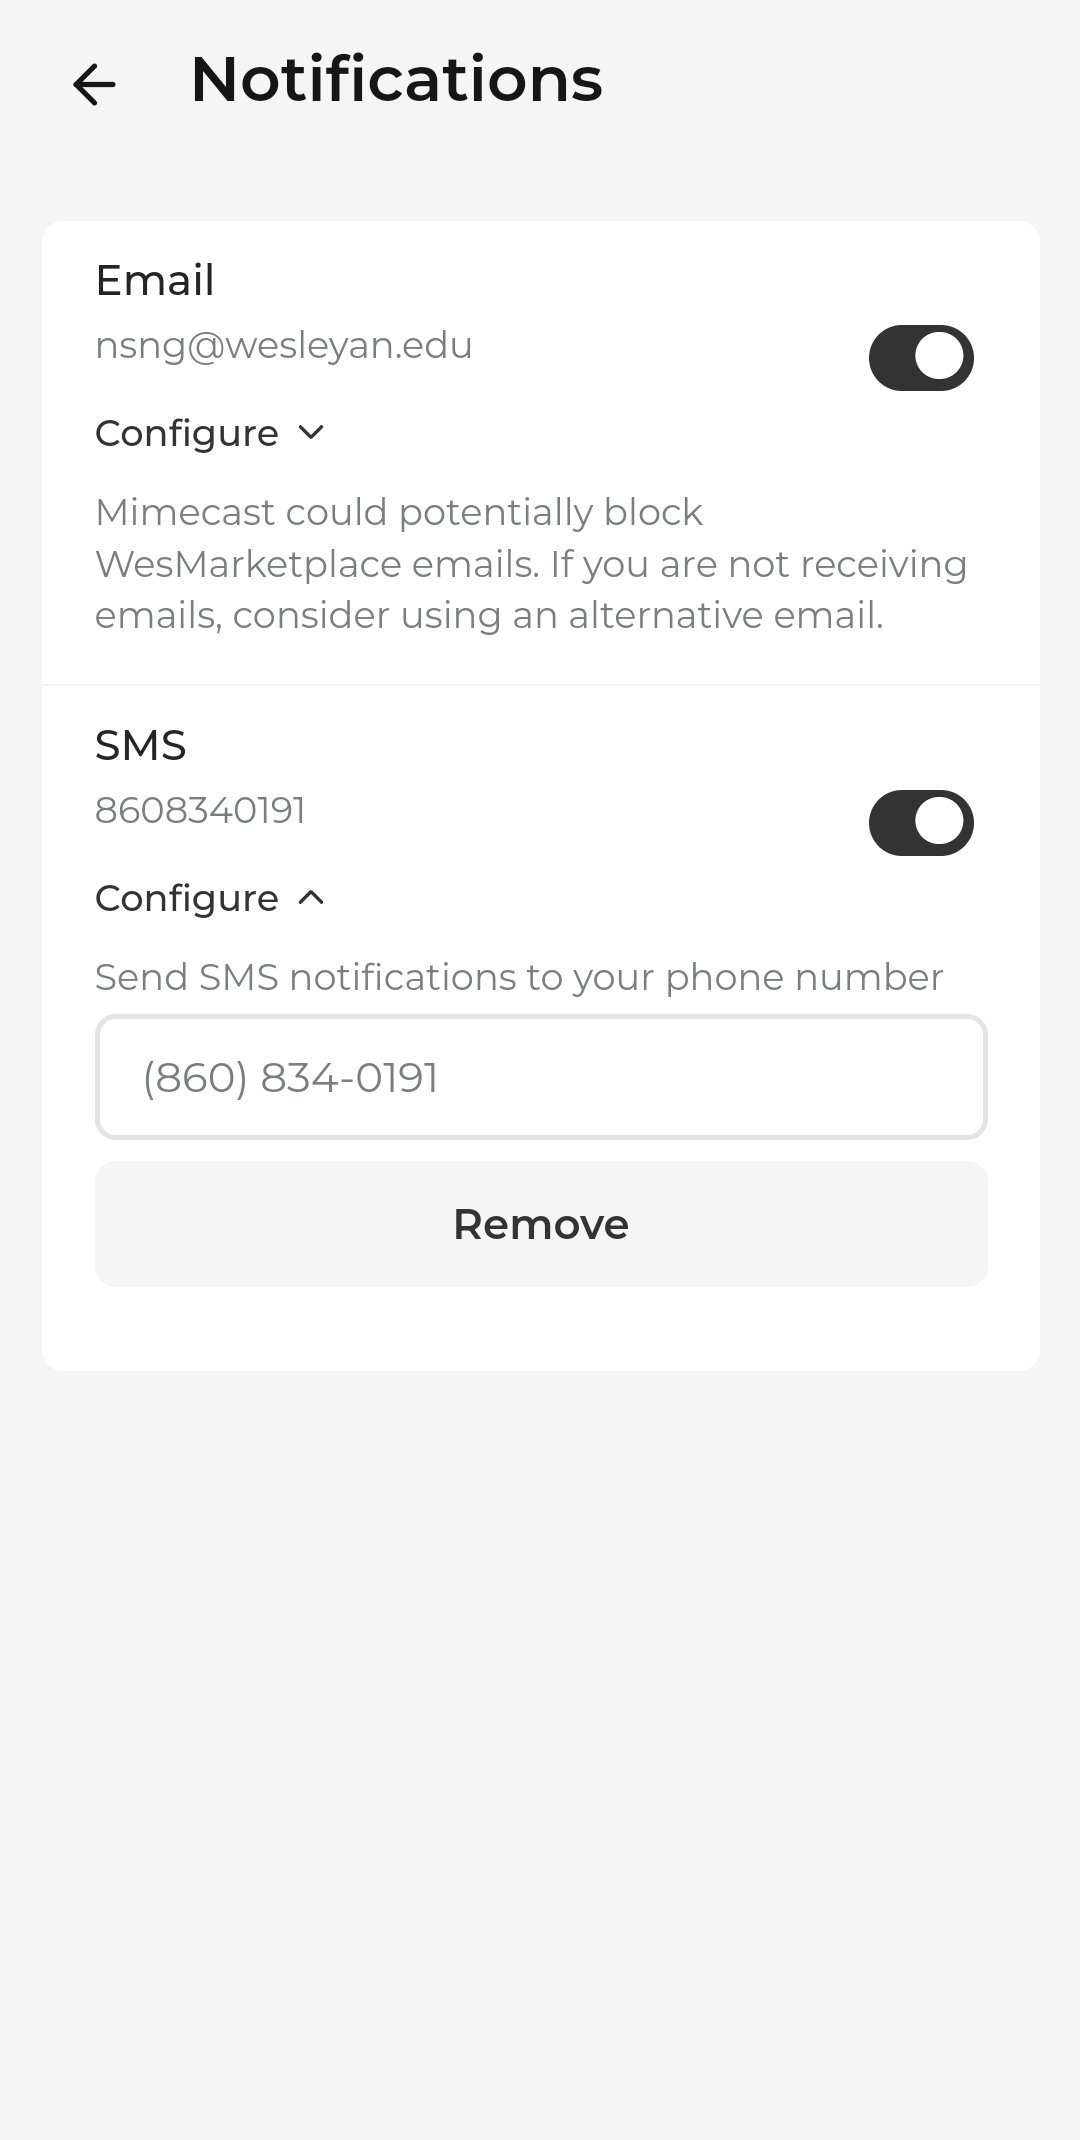 Notifications
Email
nsng@wesleyan.edu
Configure
Mimecast could potentially block
WesMarketplace emails. If you are not receiving
emails, consider using an alternative email.
SMS
8608340191
Configure
Send SMS notifications to your phone number
(860) 834-0191
Remove